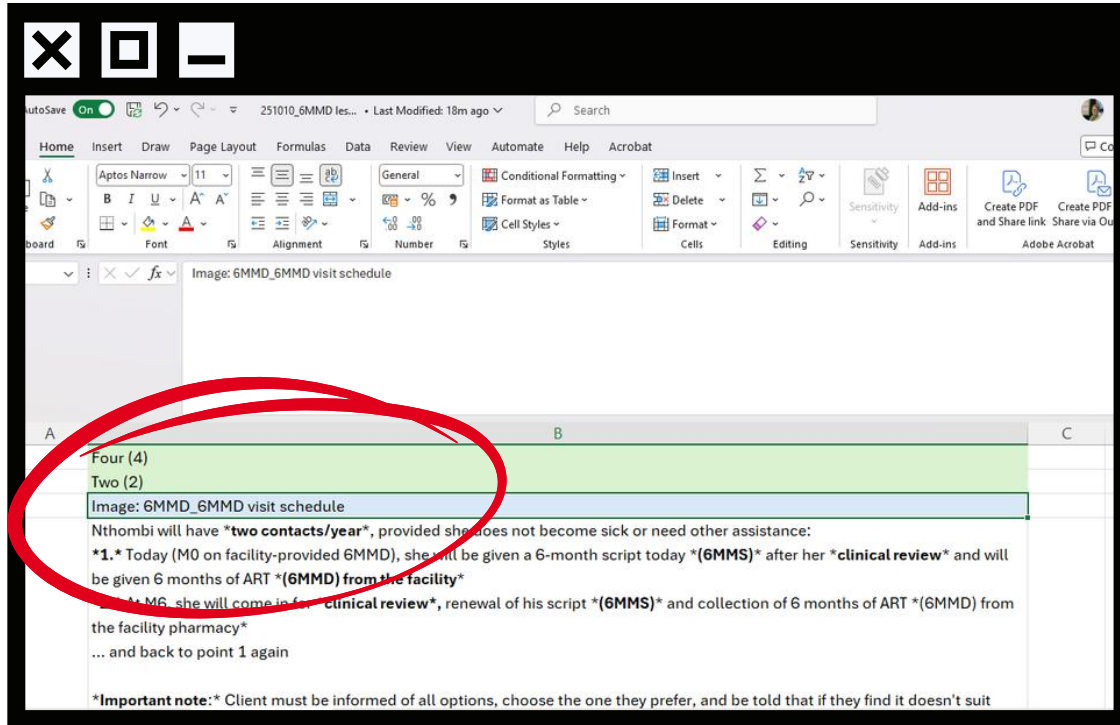 AutoSave On 251010_6MMD les... • Last Modified: 18m ago Search
Home Insert Draw Page Layout Formulas Data Review View Automate Help Acrobat
Aptos Narrow 11 General Conditional Formatting Insert
B I U A A % Format as Table Delete Sensitivity Add-ins Create PDF and Share link Create PDF
A Cell Styles Format Share via Ou
board Font Alignment Number Styles Cells Editing Sensitivity Add-ins Adobe Acrobat
fx Image: 6MMD_6MMD visit schedule
A B C
Four (4)
Two (2)
Image: 6MMD_6MMD visit schedule
Nthombi will have *two contacts/year*, provided she does not become sick or need other assistance:
*1.* Today (M0 on facility-provided 6MMD), she will be given a 6-month script today *(6MMS)* after her *clinical review* and will
be given 6 months of ART *(6MMD) from the facility*
At M6, she will come in for *clinical review*, renewal of his script *(6MMS)* and collection of 6 months of ART *(6MMD) from
the facility pharmacy*
... and back to point 1 again
*Important note:* Client must be informed of all options, choose the one they prefer, and be told that if they find it doesn't suit